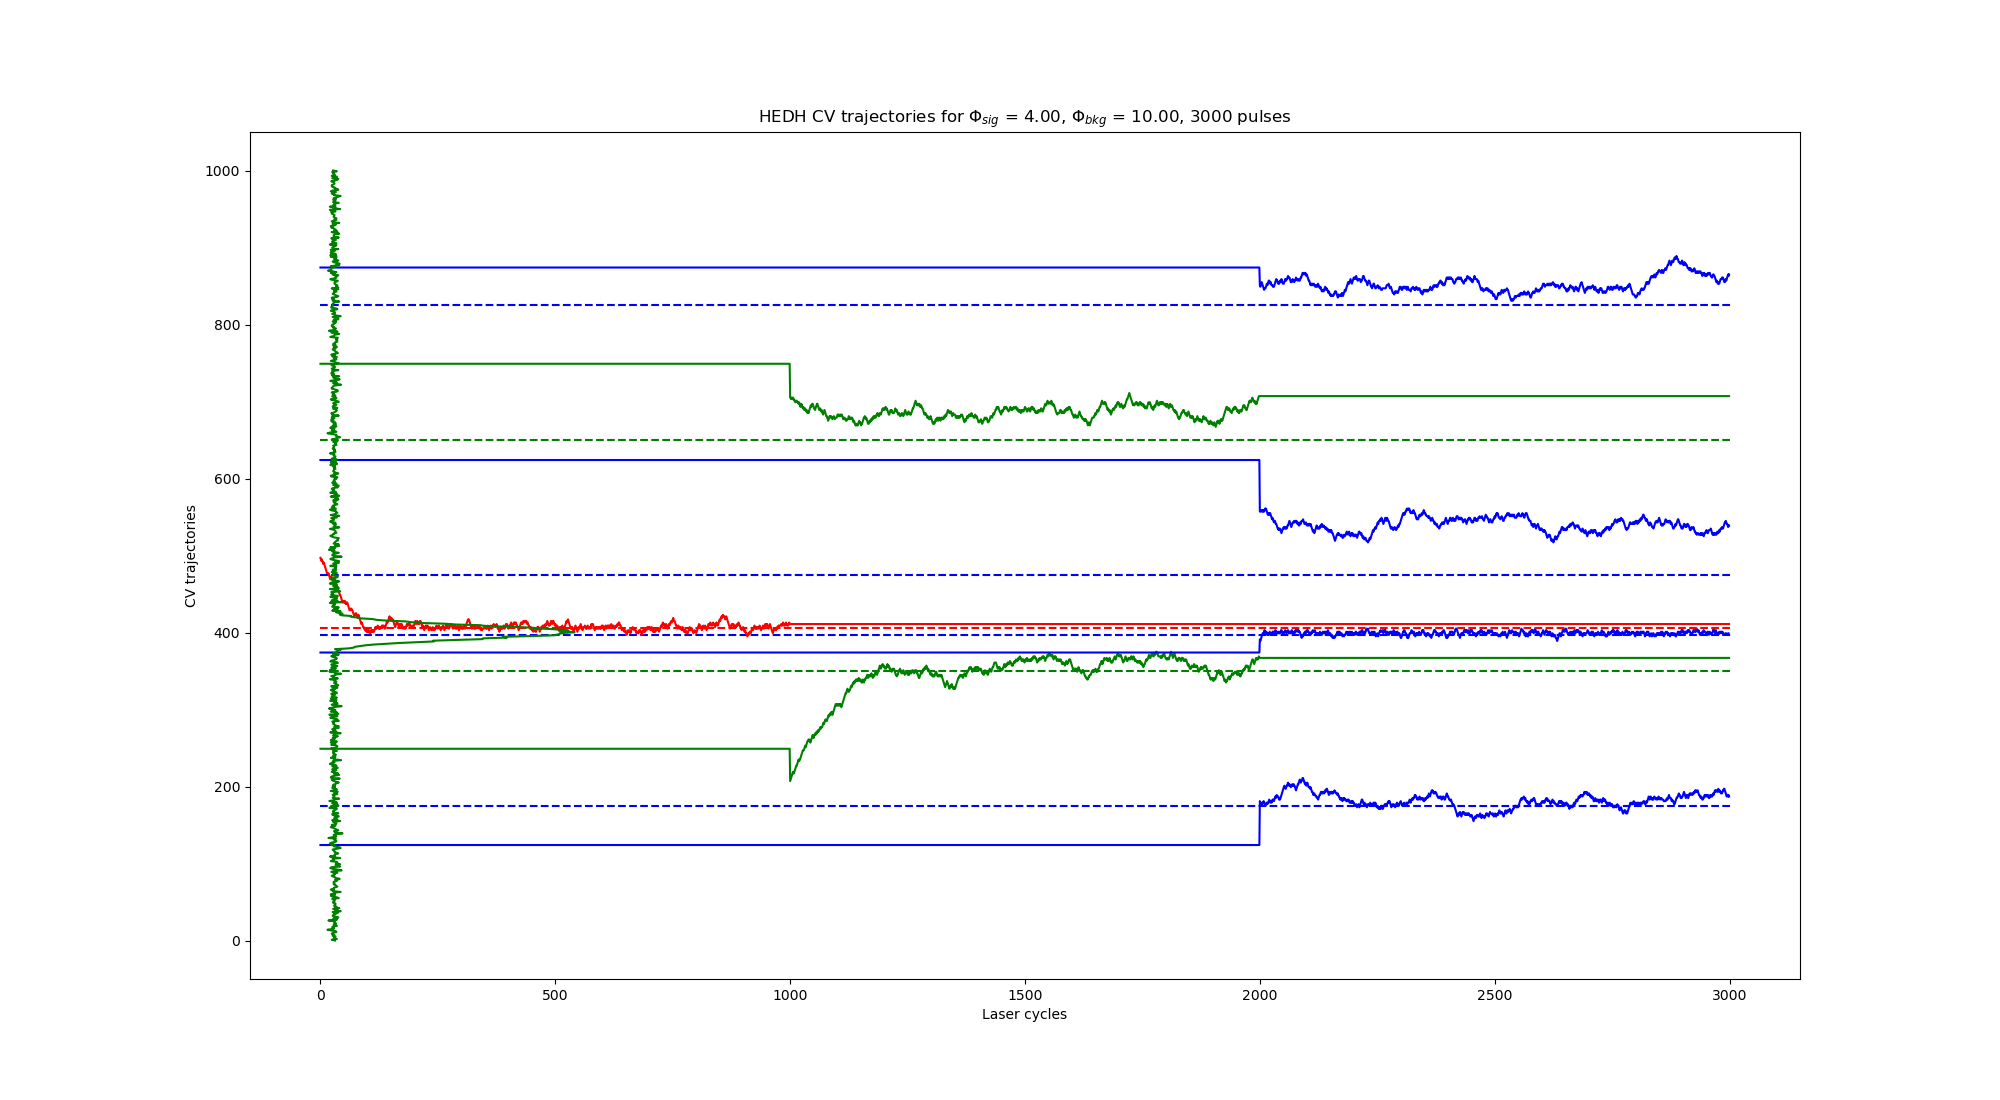 HEDH CV trajectories for Φsig = 4.00, Φbkg = 10.00, 3000 pulses
1000
800
600
400
200
0
CV trajectories
0 500 1000 1500 2000 2500 3000
Laser cycles